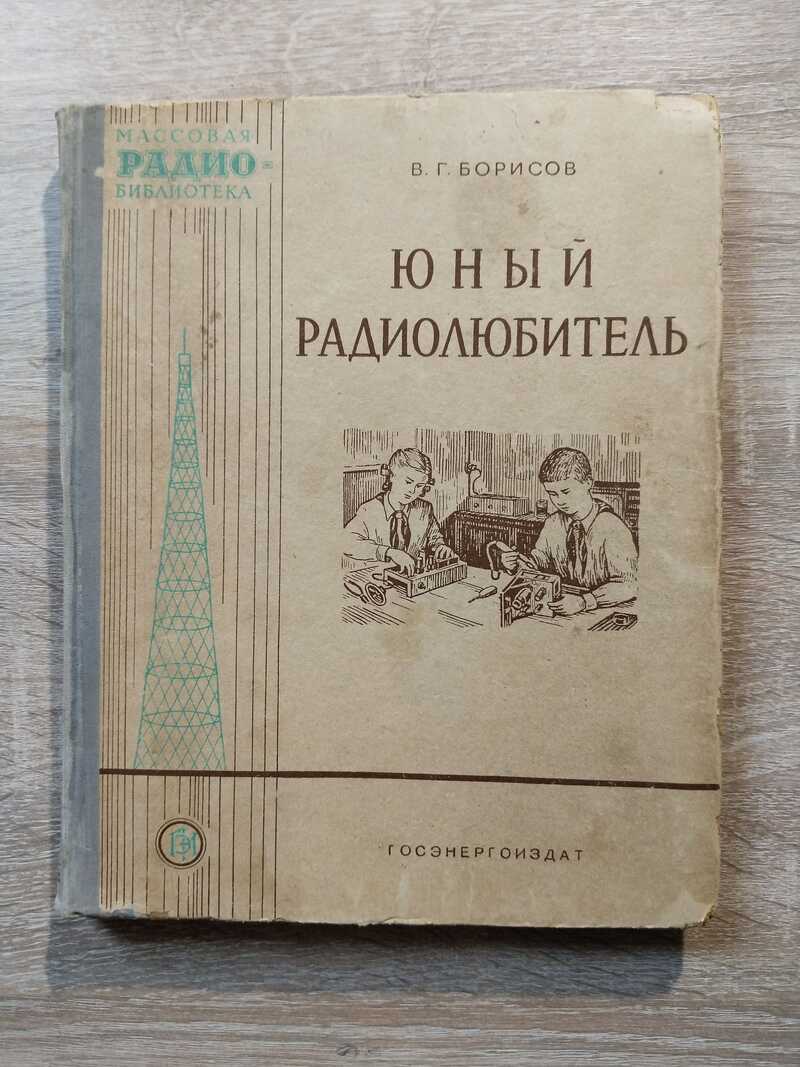 МАССОВАЯ
РАДИО-
БИБЛИОТЕКА
В. Г. БОРИСОВ
ЮНЫЙ
РАДИОЛЮБИТЕЛЬ
ГЭИ
ГОСЭНЕРГОИЗДАТ